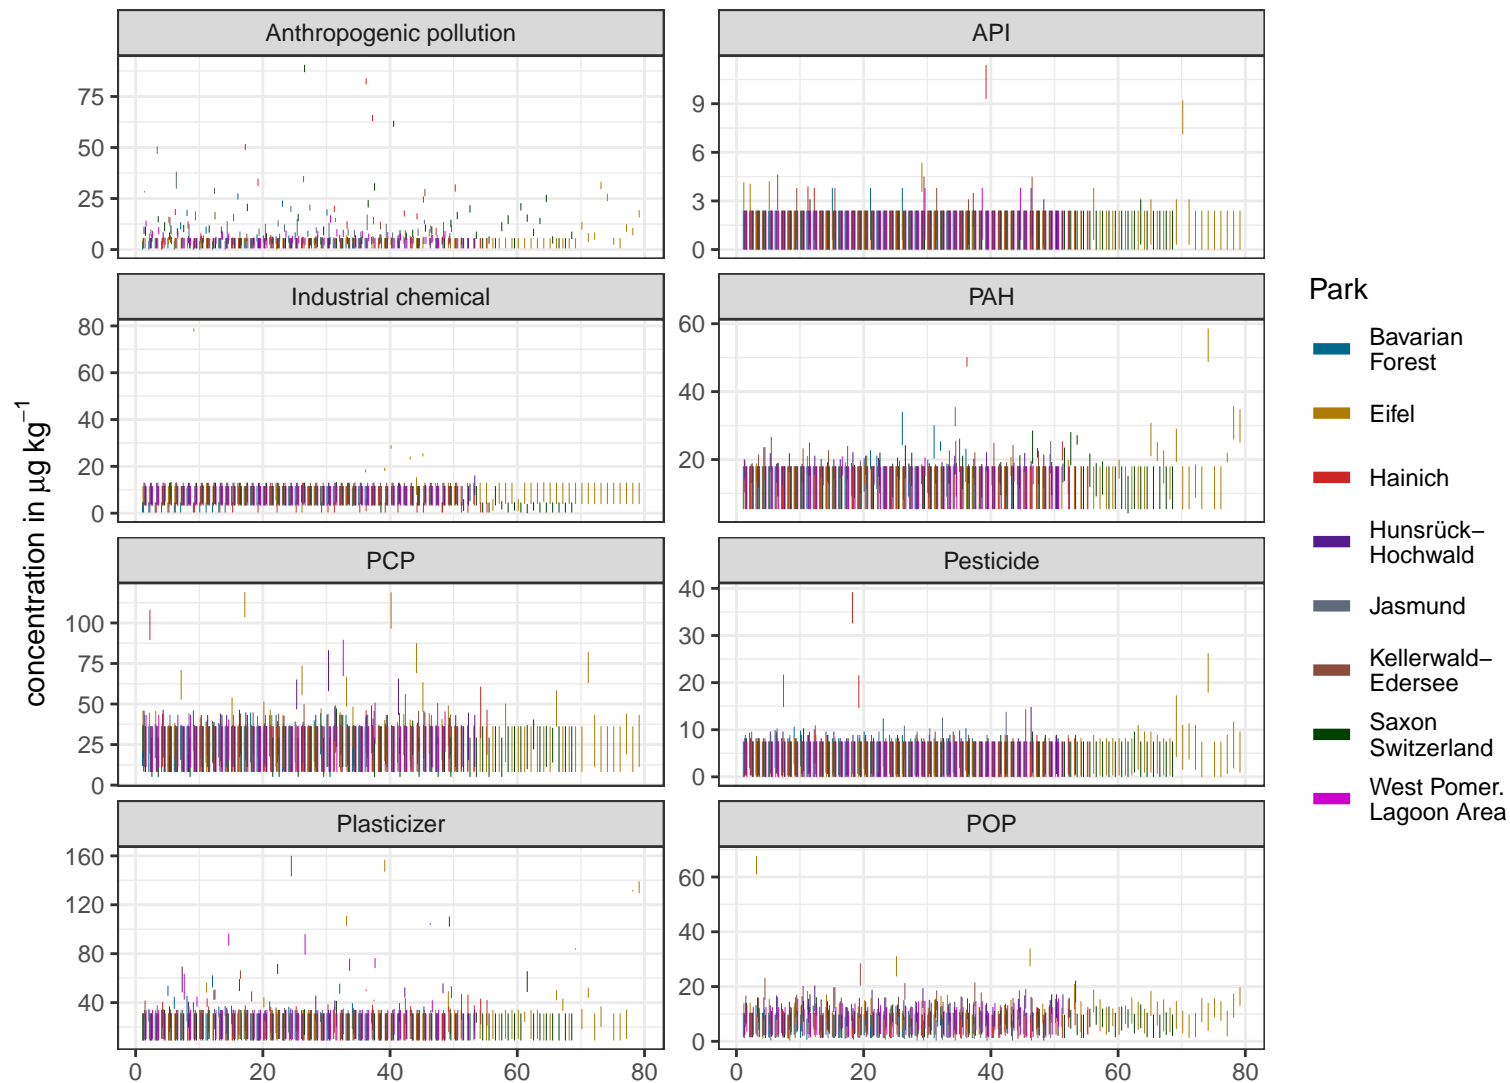 Anthropogenic pollution
API
75
50
25
0
9
6
3
0
Industrial chemical
PAH
80
60
40
20
0
60
40
20
PCP
Pesticide
100
75
50
25
0
40
30
20
10
0
Plasticizer
POP
160
120
80
40
60
40
20
0
0 20 40 60 80
0 20 40 60 80
concentration in µg kg⁻¹
Park
Bavarian
Forest
Eifel
Hainich
Hunsrück–
Hochwald
Jasmund
Kellerwald–
Edersee
Saxon
Switzerland
West Pomer.
Lagoon Area